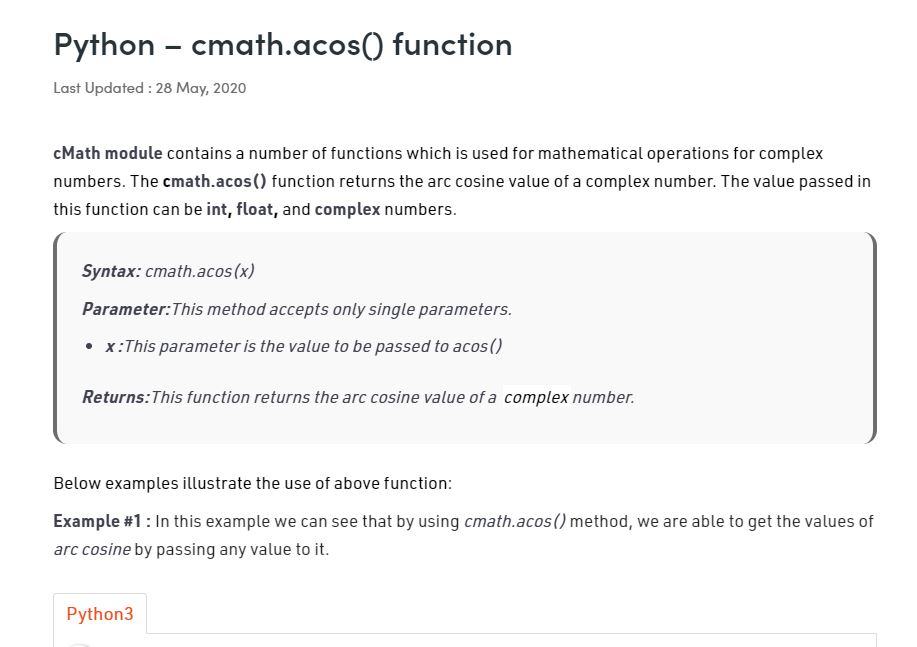 Python – cmath.acos() function
Last Updated : 28 May, 2020
cMath module contains a number of functions which is used for mathematical operations for complex
numbers. The cmath.acos() function returns the arc cosine value of a complex number. The value passed in
this function can be int, float, and complex numbers.
Syntax: cmath.acos(x)
Parameter:This method accepts only single parameters.
• x :This parameter is the value to be passed to acos()
Returns:This function returns the arc cosine value of a complex number.
Below examples illustrate the use of above function:
Example #1 : In this example we can see that by using cmath.acos() method, we are able to get the values of
arc cosine by passing any value to it.
Python3